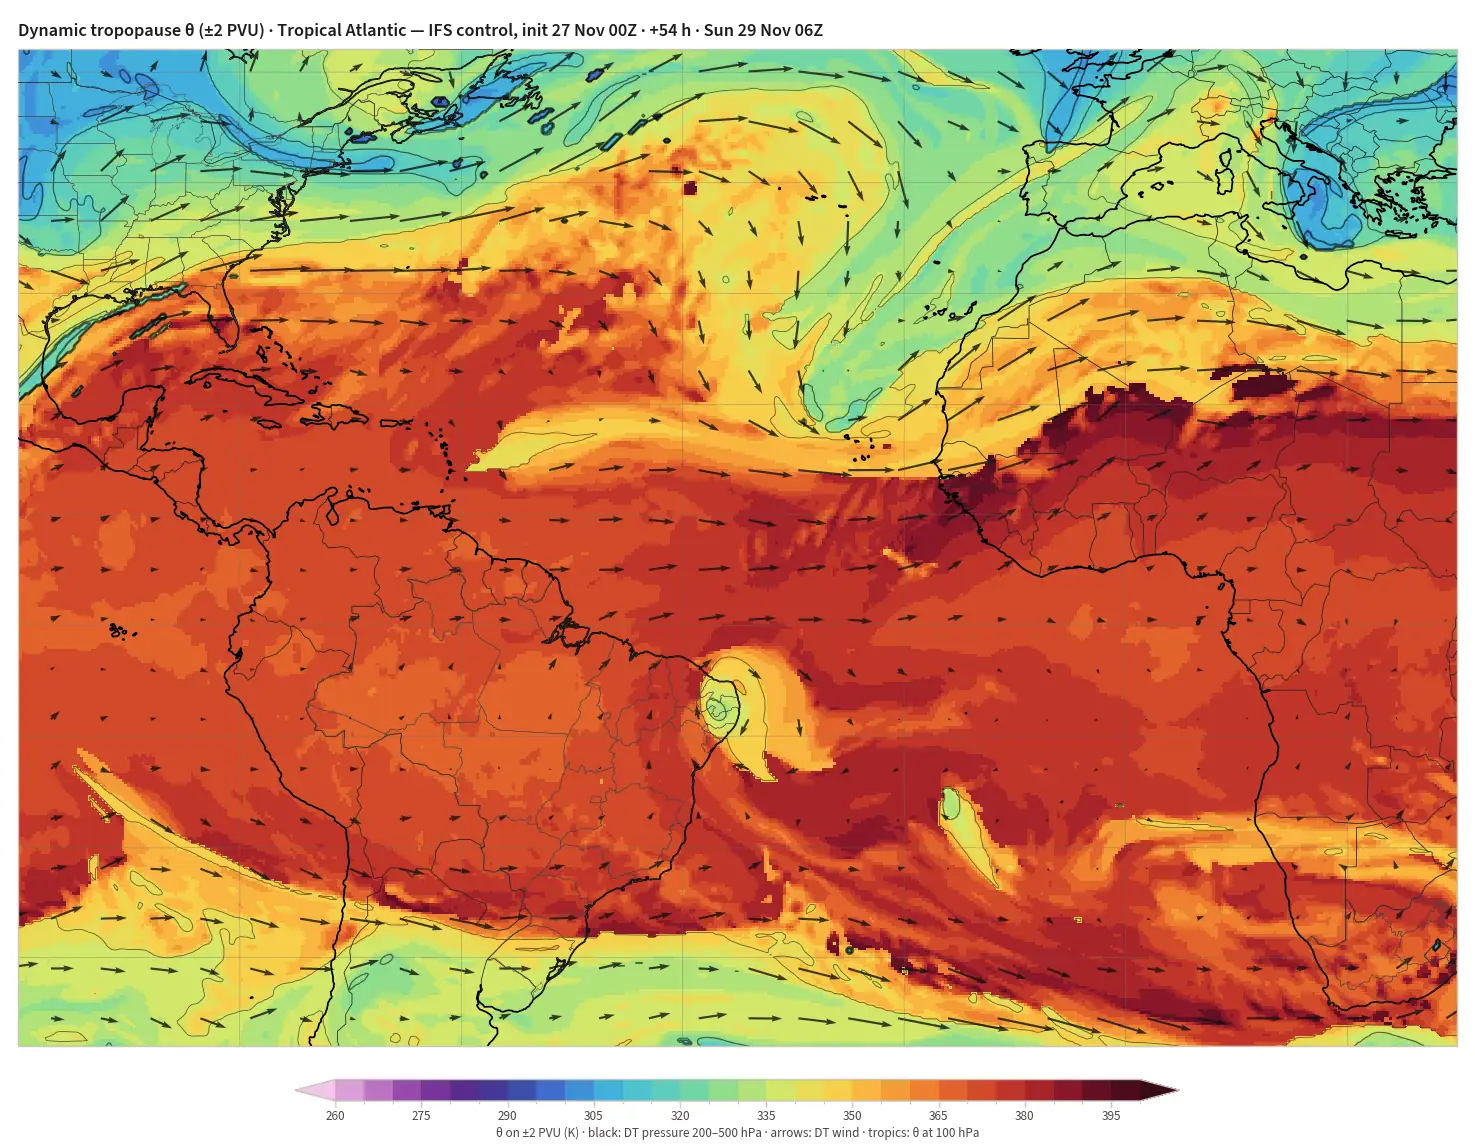 Dynamic tropopause θ (±2 PVU) · Tropical Atlantic — IFS control, init 27 Nov 00Z · +54 h · Sun 29 Nov 06Z
260 275 290 305 320 335 350 365 380 395
θ on ±2 PVU (K) · black: DT pressure 200–500 hPa · arrows: DT wind · tropics: θ at 100 hPa